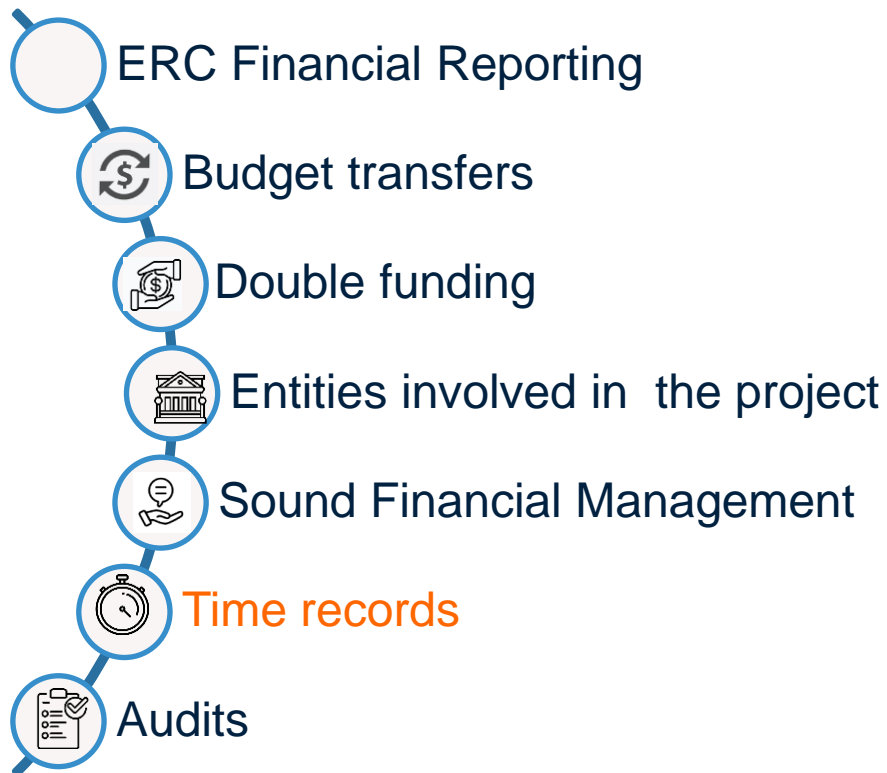 ERC Financial Reporting
Budget transfers
Double funding
Entities involved in  the project
Sound Financial Management
Time records
Audits